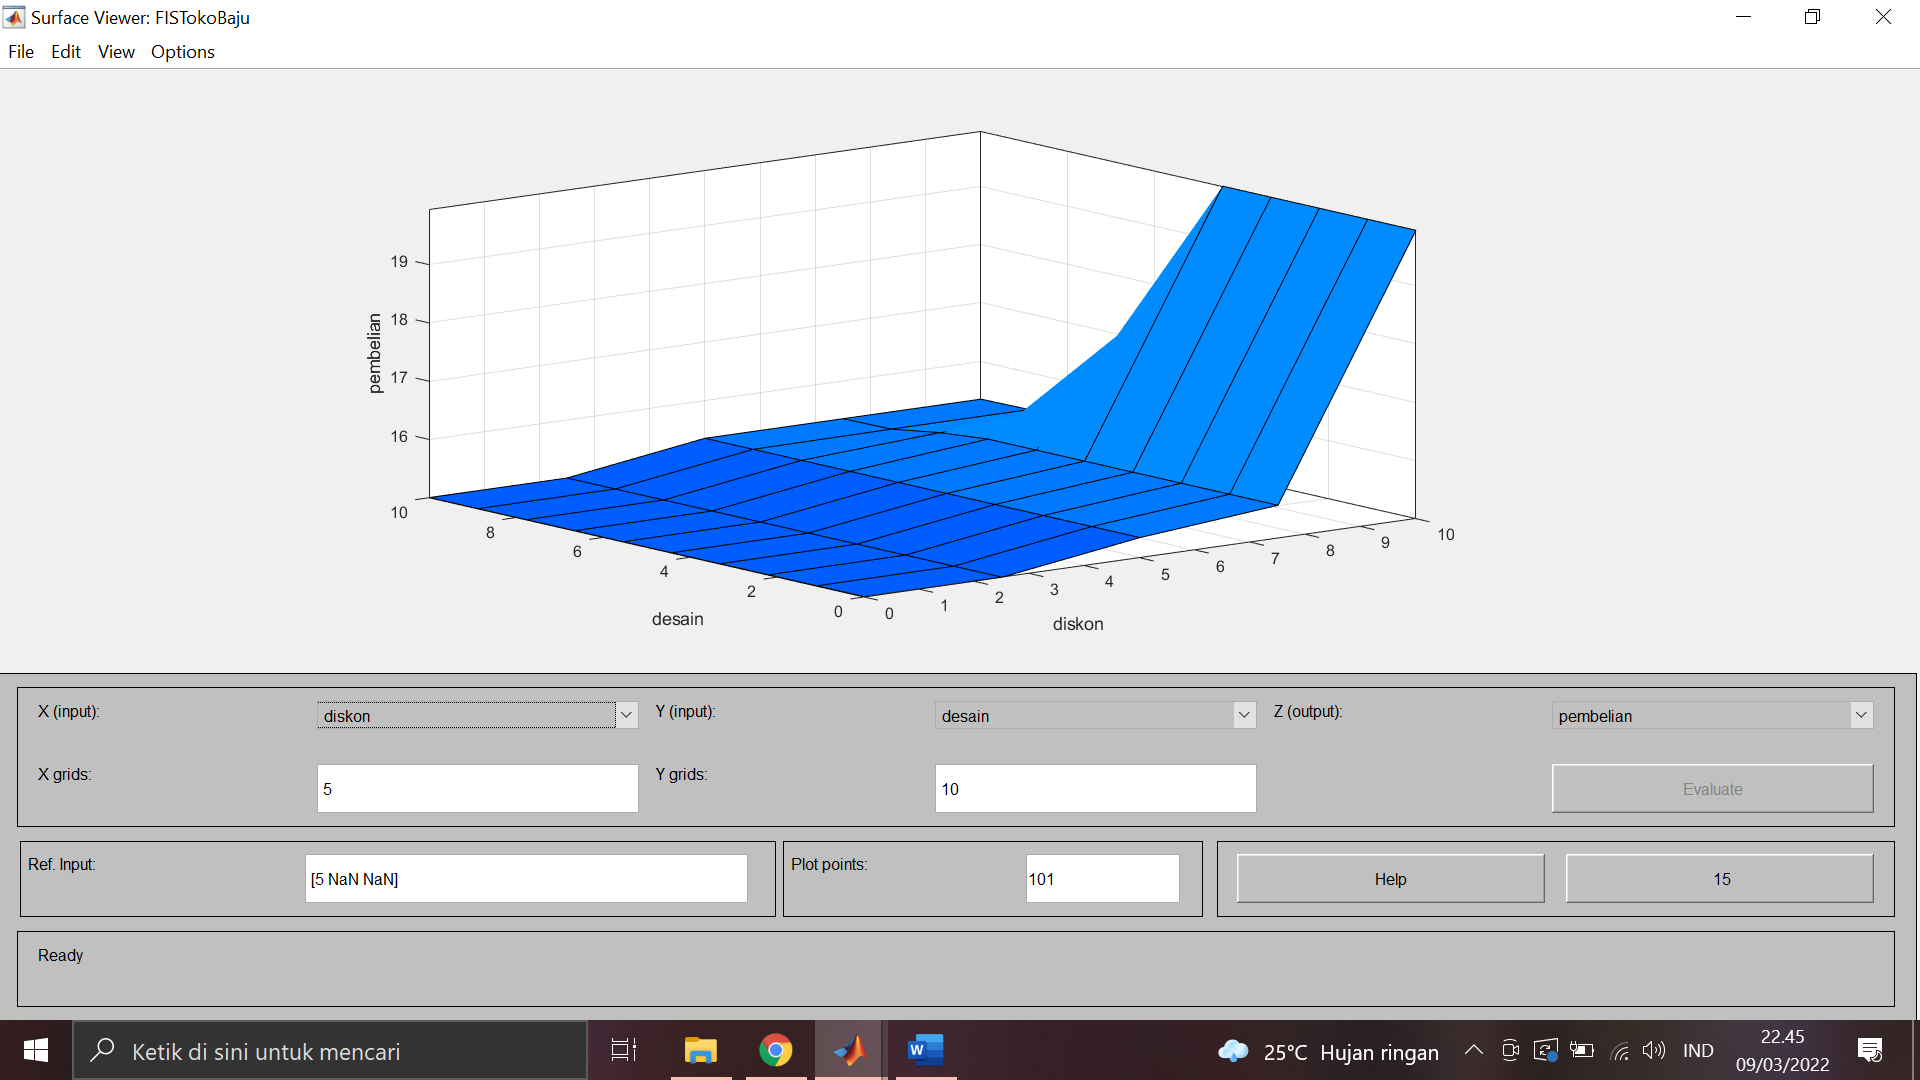 Surface Viewer: FISTokoBaju
File Edit View Options
19
18
17
16
pembelian
10
8
6
4
2
0
desain
0
1
2
3
4
5
6
7
8
9
10
diskon
X (input): diskon Y (input): desain Z (output): pembelian
X grids: 5 Y grids: 10 Evaluate
Ref. Input: [5 NaN NaN] Plot points: 101 Help 15
Ready
Ketik di sini untuk mencari
W
25°C Hujan ringan
IND
22.45
09/03/2022